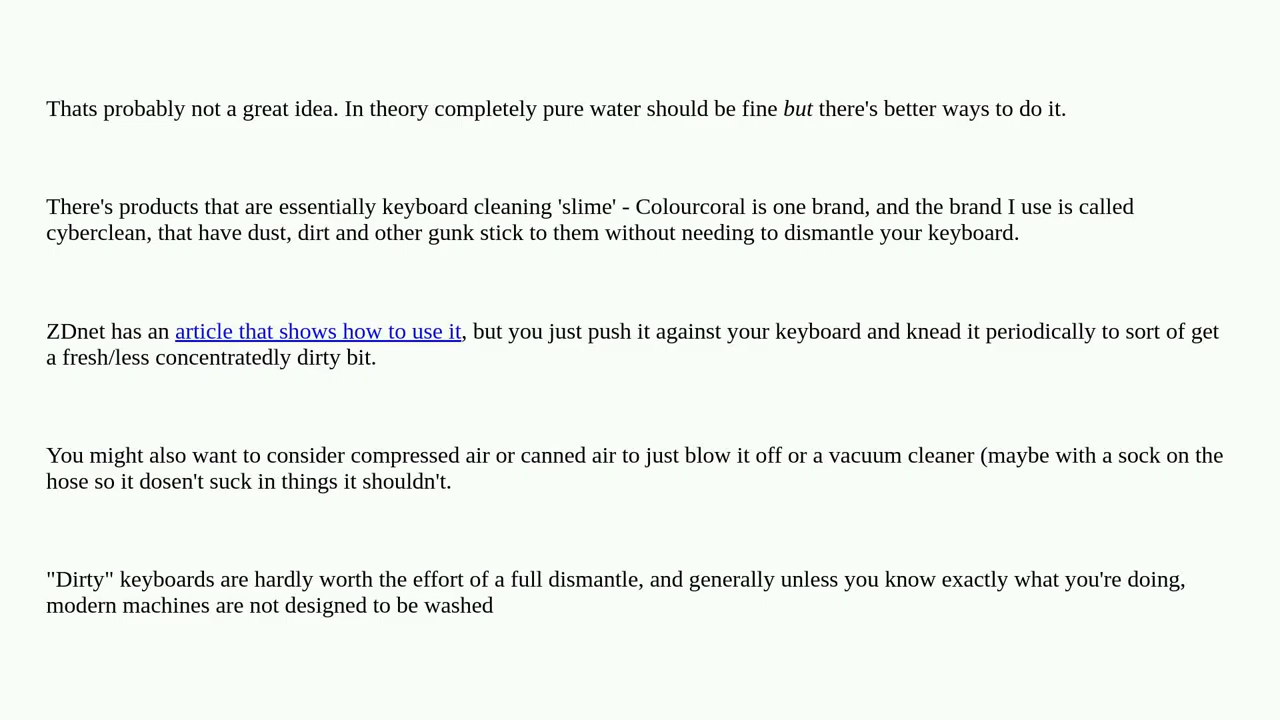 Thats probably not a great idea. In theory completely pure water should be fine but there's better ways to do it.
There's products that are essentially keyboard cleaning 'slime' - Colourcoral is one brand, and the brand I use is called
cyberclean, that have dust, dirt and other gunk stick to them without needing to dismantle your keyboard.
ZDnet has an article that shows how to use it, but you just push it against your keyboard and knead it periodically to sort of get
a fresh/less concentratedly dirty bit.
You might also want to consider compressed air or canned air to just blow it off or a vacuum cleaner (maybe with a sock on the
hose so it dosen't suck in things it shouldn't.
"Dirty" keyboards are hardly worth the effort of a full dismantle, and generally unless you know exactly what you're doing,
modern machines are not designed to be washed